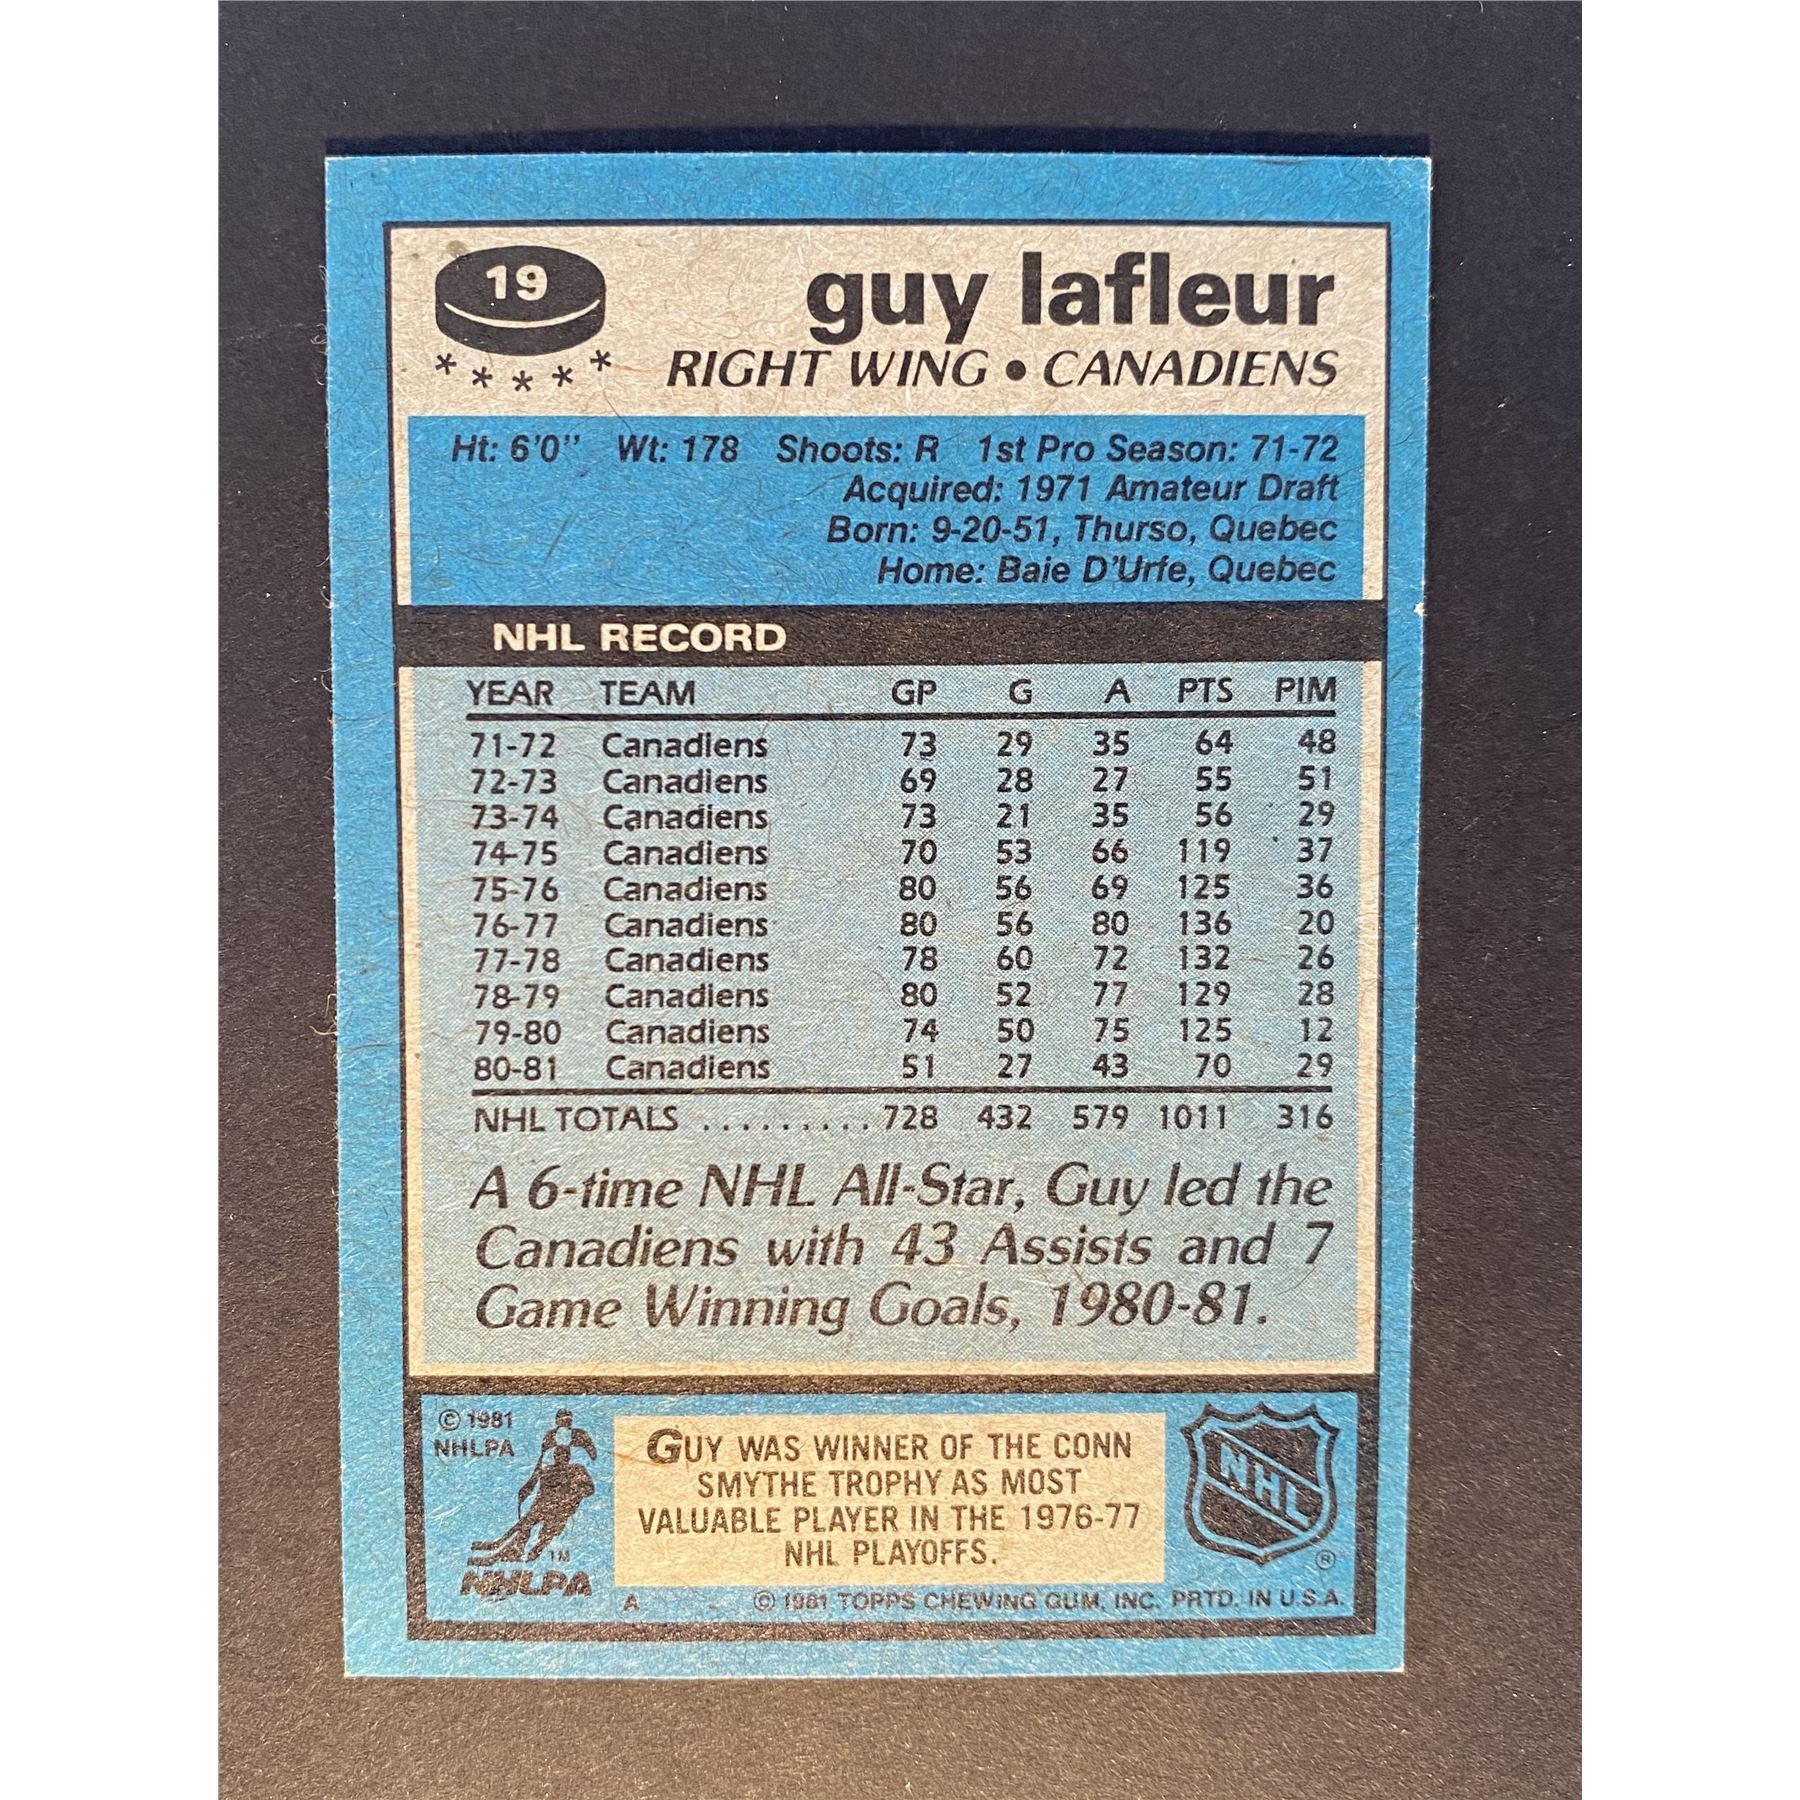 19
guy lafleur
* * * * *
RIGHT WING • CANADIENS
Ht: 6'0" Wt: 178 Shoots: R 1st Pro Season: 71-72
Acquired: 1971 Amateur Draft
Born: 9-20-51, Thurso, Quebec
Home: Baie D'Urfe, Quebec
NHL RECORD
YEAR TEAM GP G A PTS PIM
71-72 Canadiens 73 29 35 64 48
72-73 Canadiens 69 28 27 55 51
73-74 Canadiens 73 21 35 56 29
74-75 Canadiens 70 53 66 119 37
75-76 Canadiens 80 56 69 125 36
76-77 Canadiens 80 56 80 136 20
77-78 Canadiens 78 60 72 132 26
78-79 Canadiens 80 52 77 129 28
79-80 Canadiens 74 50 75 125 12
80-81 Canadiens 51 27 43 70 29
NHL TOTALS . . . . . . . . . 728 432 579 1011 316
A 6-time NHL All-Star, Guy led the
Canadiens with 43 Assists and 7
Game Winning Goals, 1980-81.
© 1981
NHLPA
TM
NHLPA
GUY WAS WINNER OF THE CONN
SMYTHE TROPHY AS MOST
VALUABLE PLAYER IN THE 1976-77
NHL PLAYOFFS.
NHL
®
A © 1981 TOPPS CHEWING GUM, INC. PRTD. IN U.S.A.